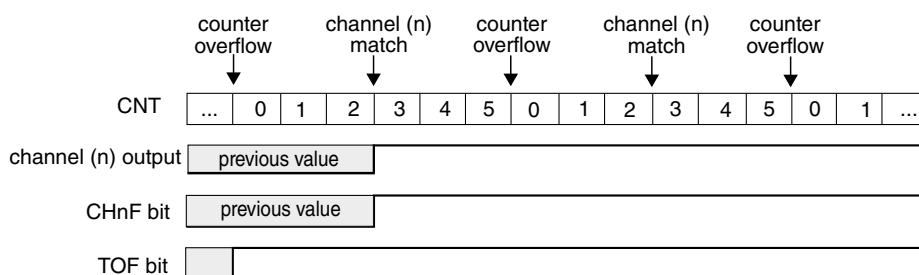 counter overflow
channel (n) match
counter overflow
channel (n) match
counter overflow
CNT ... 0 1 2 3 4 5 0 1 2 3 4 5 0 1 ...
channel (n) output previous value
CHnF bit previous value
TOF bit